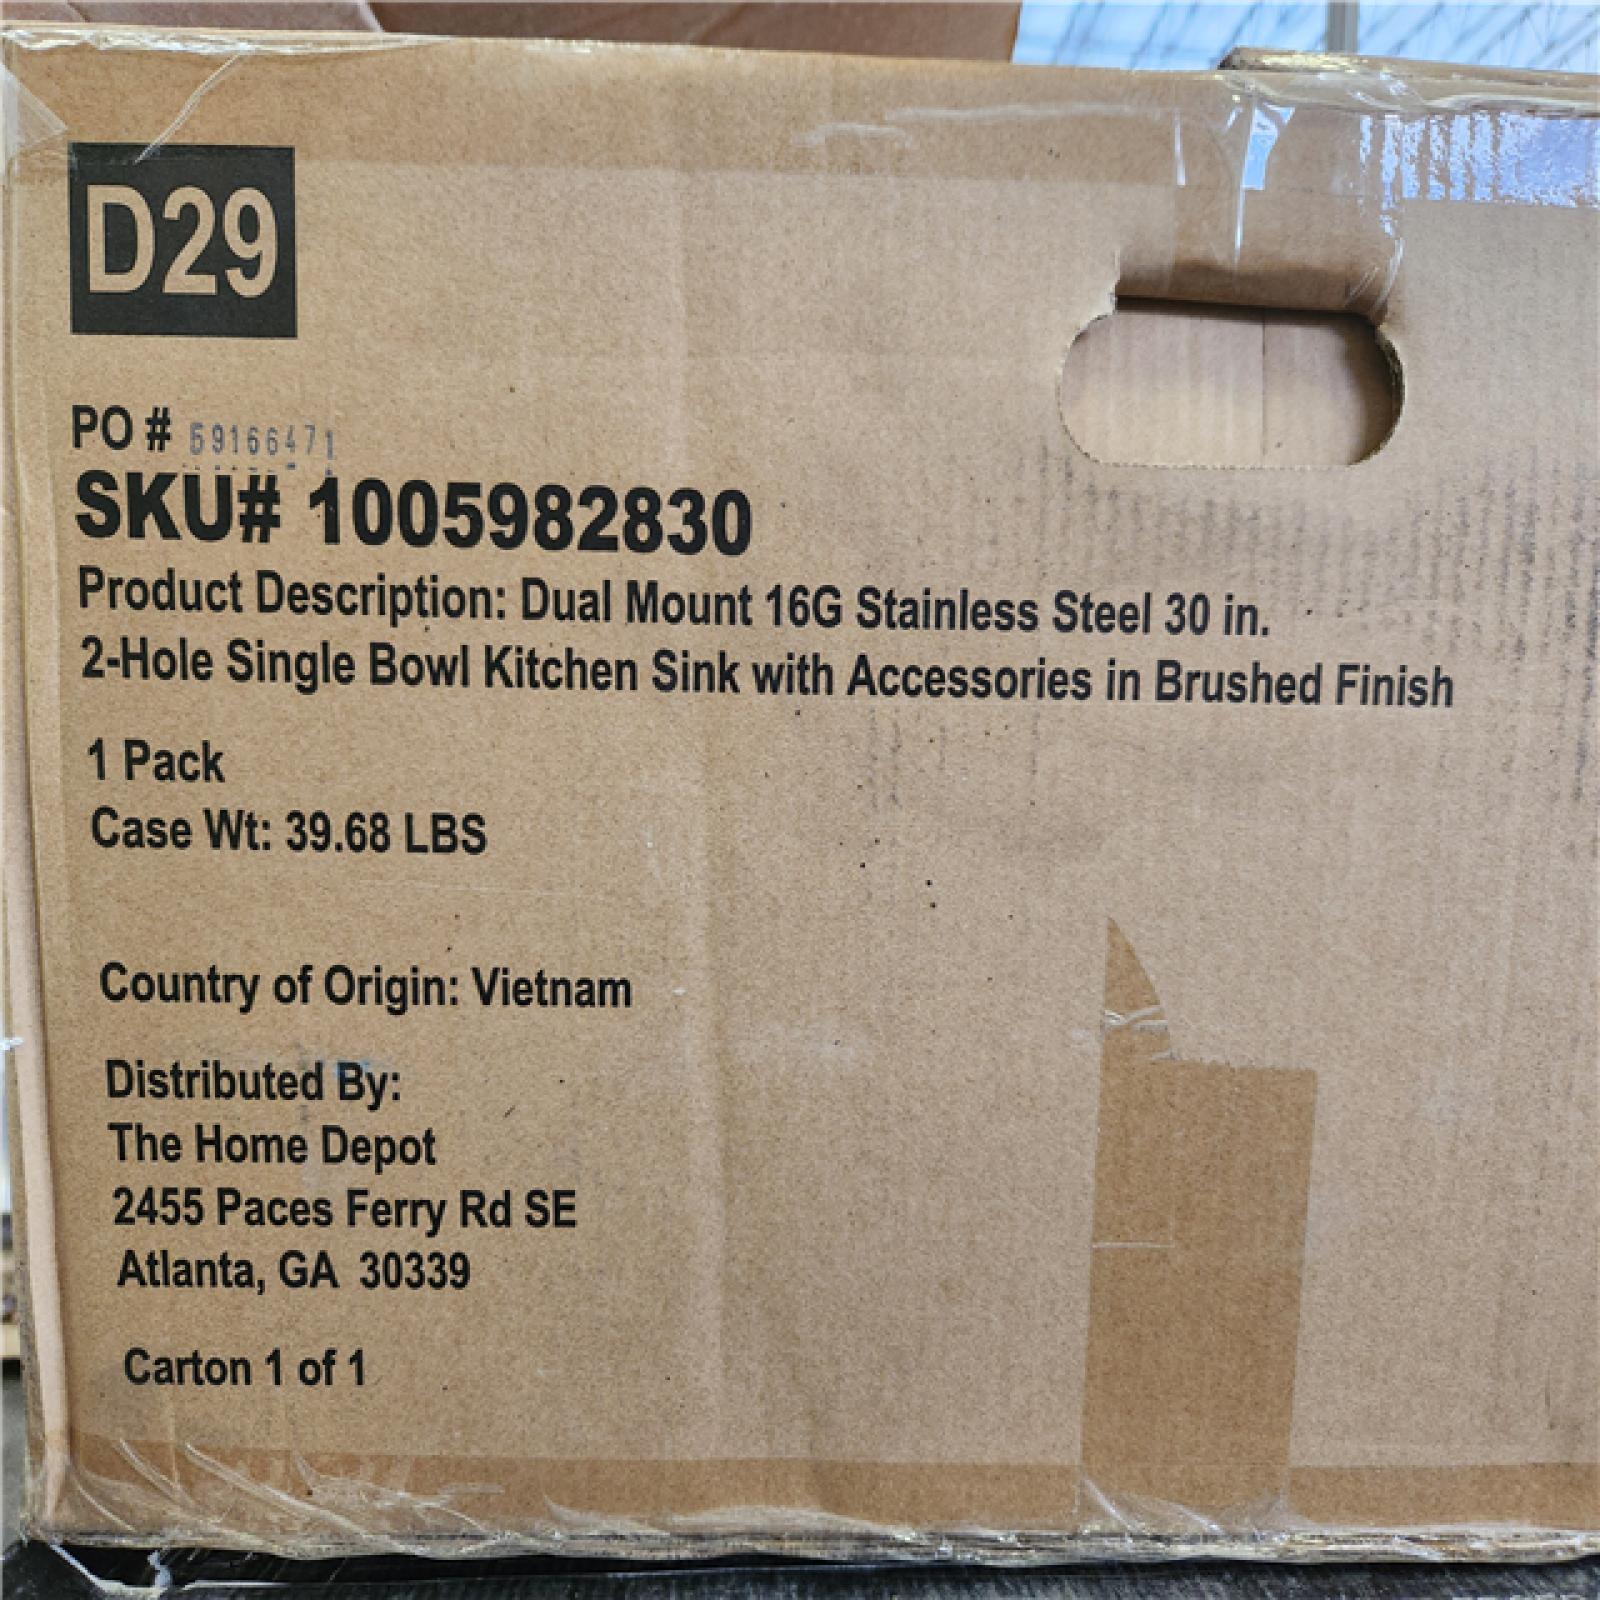 D29
PO # 59166471
SKU# 1005982830
Product Description: Dual Mount 16G Stainless Steel 30 in.
2-Hole Single Bowl Kitchen Sink with Accessories in Brushed Finish
1 Pack
Case Wt: 39.68 LBS
Country of Origin: Vietnam
Distributed By:
The Home Depot
2455 Paces Ferry Rd SE
Atlanta, GA 30339
Carton 1 of 1